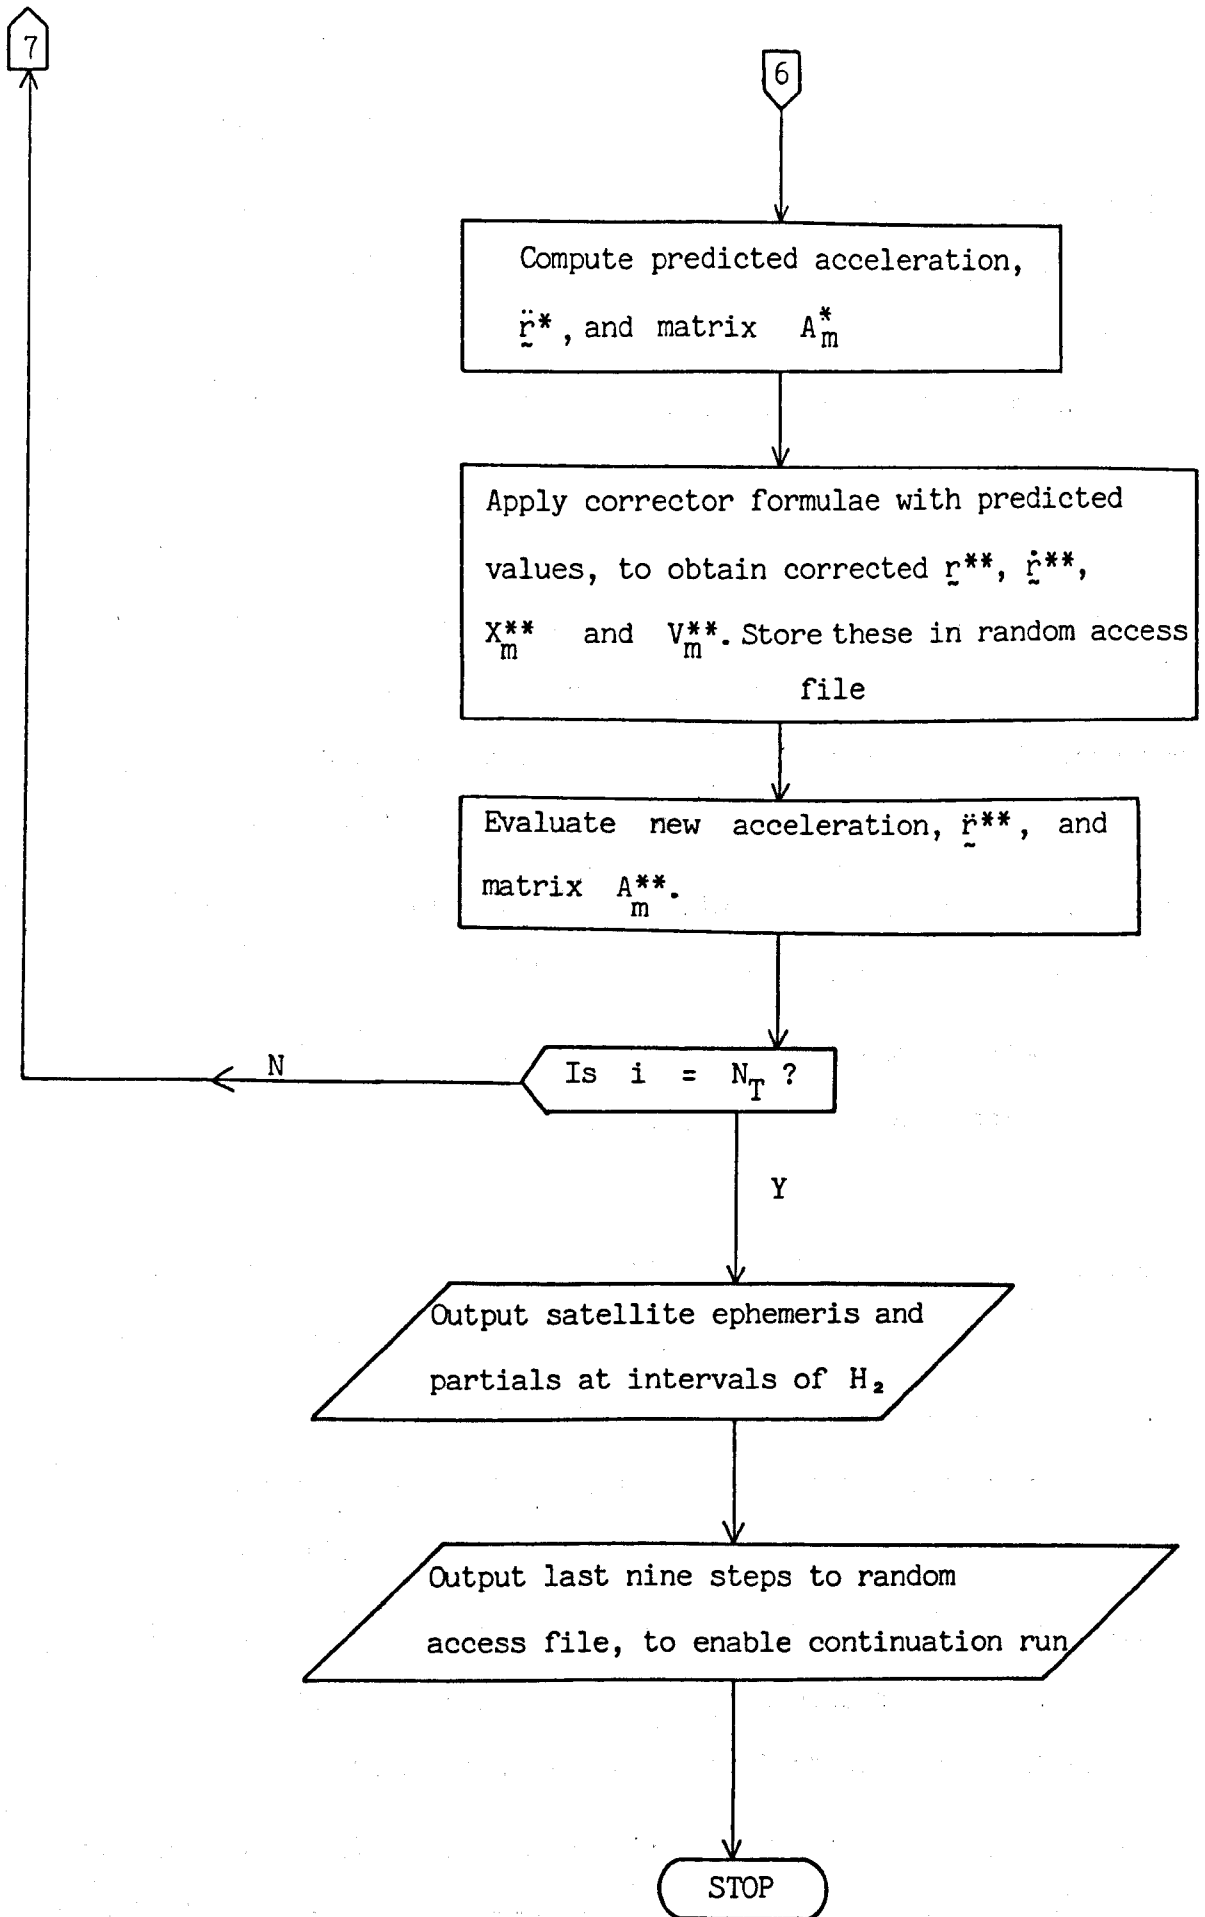 7
6
Compute predicted acceleration,
r̰̈*, and matrix A*m
Apply corrector formulae with predicted
values, to obtain corrected r̰**, ṙ̰**,
X**m and V**m. Store these in random access
file
Evaluate new acceleration, r̰̈**, and
matrix A**m.
Is i = NT ?
N
Y
Output satellite ephemeris and
partials at intervals of H₂
Output last nine steps to random
access file, to enable continuation run
STOP